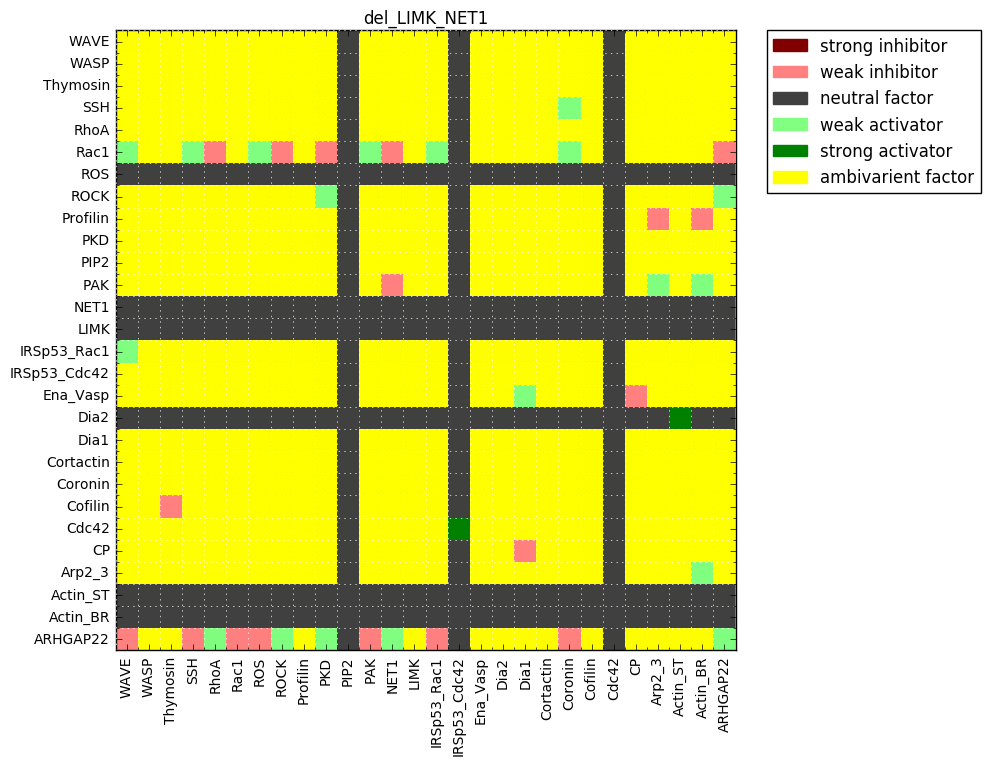 del_LIMK_NET1
WAVE
WASP
Thymosin
SSH
RhoA
Rac1
ROS
ROCK
Profilin
PKD
PIP2
PAK
NET1
LIMK
IRSp53_Rac1
IRSp53_Cdc42
Ena_Vasp
Dia2
Dia1
Cortactin
Coronin
Cofilin
Cdc42
CP
Arp2_3
Actin_ST
Actin_BR
ARHGAP22
WAVE
WASP
Thymosin
SSH
RhoA
Rac1
ROS
ROCK
Profilin
PKD
PIP2
PAK
NET1
LIMK
IRSp53_Rac1
IRSp53_Cdc42
Ena_Vasp
Dia2
Dia1
Cortactin
Coronin
Cofilin
Cdc42
CP
Arp2_3
Actin_ST
Actin_BR
ARHGAP22
strong inhibitor
weak inhibitor
neutral factor
weak activator
strong activator
ambivarient factor